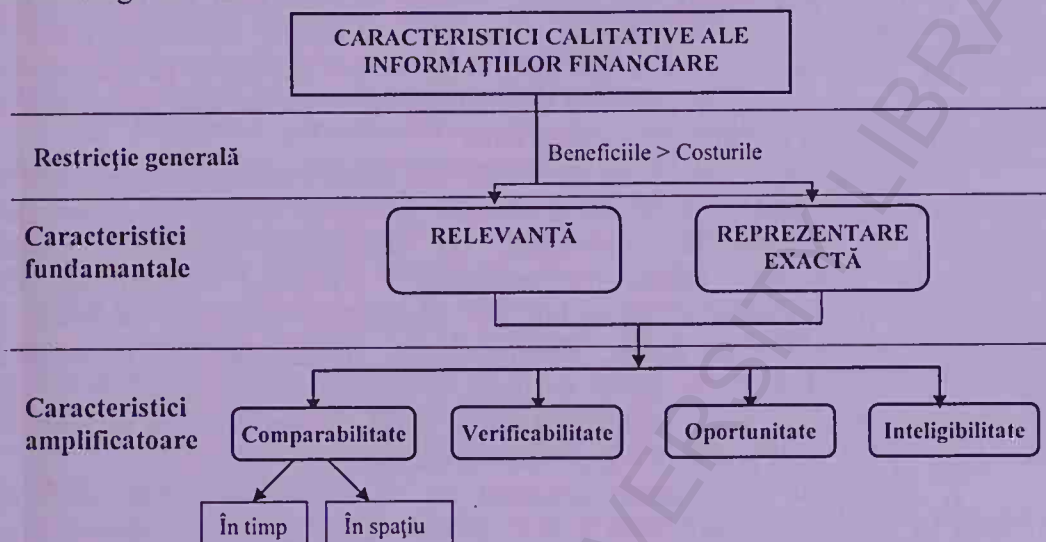 CARACTERISTICI CALITATIVE ALE
INFORMAȚIILOR FINANCIARE
Restricție generală
Beneficiile > Costurile
Caracteristici
fundamantale
RELEVANȚĂ
REPREZENTARE
EXACTĂ
Caracteristici
amplificatoare
Comparabilitate
Verificabilitate
Oportunitate
Inteligibilitate
În timp
În spațiu